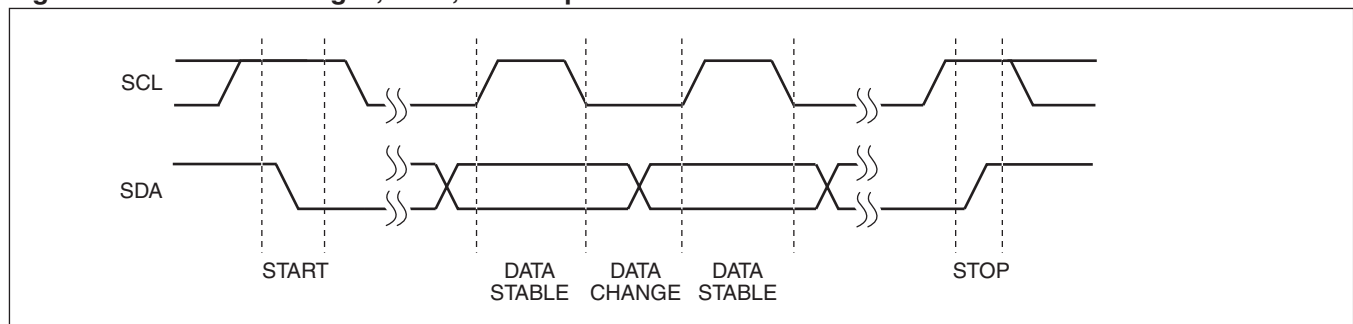 SCL
SDA
START
DATA
STABLE
DATA
CHANGE
DATA
STABLE
STOP